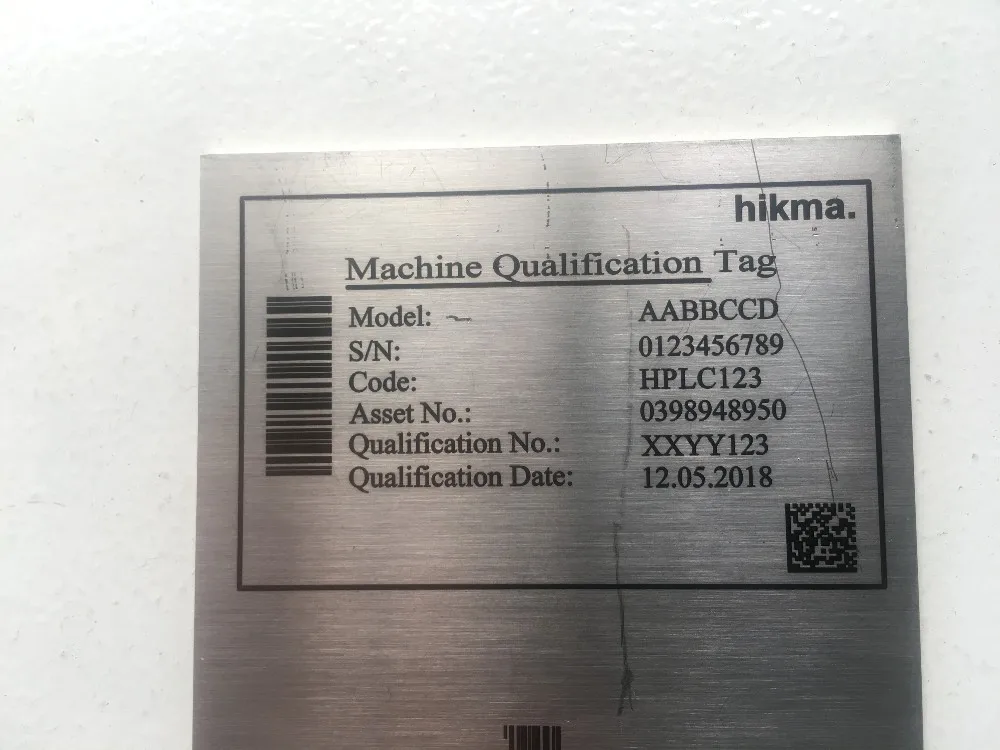 hikma.
Machine Qualification Tag
Model: AABBCCD
S/N: 0123456789
Code: HPLC123
Asset No.: 0398948950
Qualification No.: XXYY123
Qualification Date: 12.05.2018